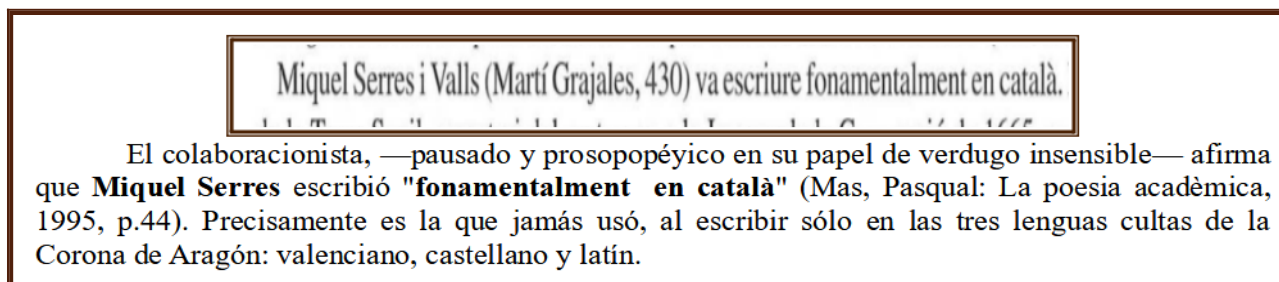 Miquel Serres i Valls (Martí Grajales, 430) va escriure fonamentalment en català.
El colaboracionista, —pausado y prosopopéyico en su papel de verdugo insensible— afirma
que Miquel Serres escribió "fonamentalment en català" (Mas, Pasqual: La poesia acadèmica,
1995, p.44). Precisamente es la que jamás usó, al escribir sólo en las tres lenguas cultas de la
Corona de Aragón: valenciano, castellano y latín.